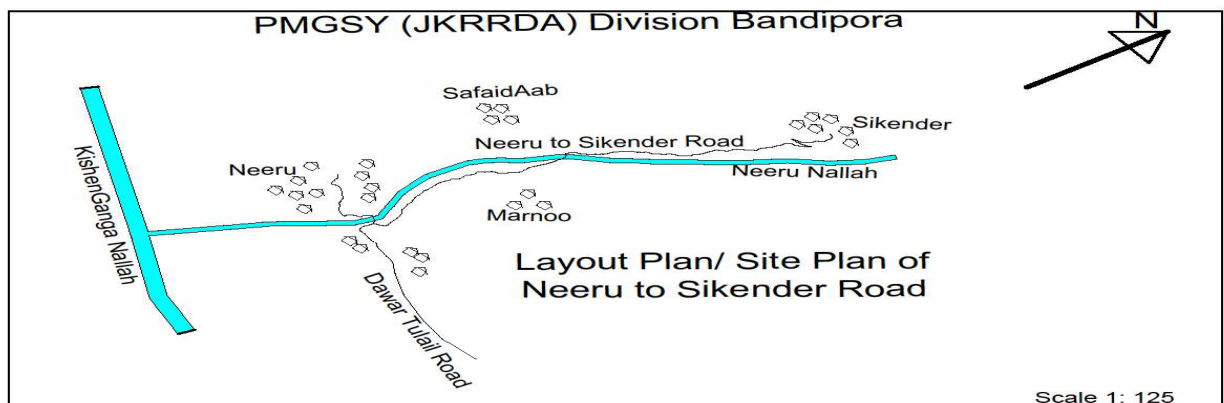 PMGSY (JKRRDA) Division Bandipora
N
SafaidAab
Sikender
Neeru to Sikender Road
Neeru
Neeru Nallah
KishenGanga Nallah
Marnoo
Layout Plan/ Site Plan of
Neeru to Sikender Road
Dawar Tulail Road
Scale 1: 125